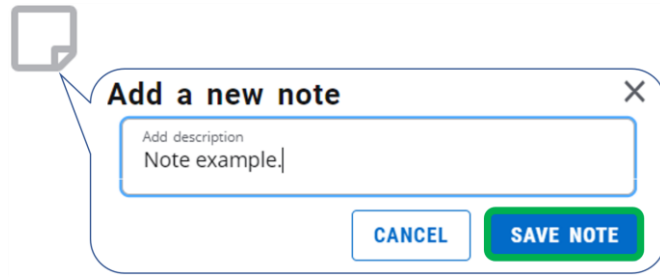 Add a new note
Add description
Note example.
CANCEL
SAVE NOTE